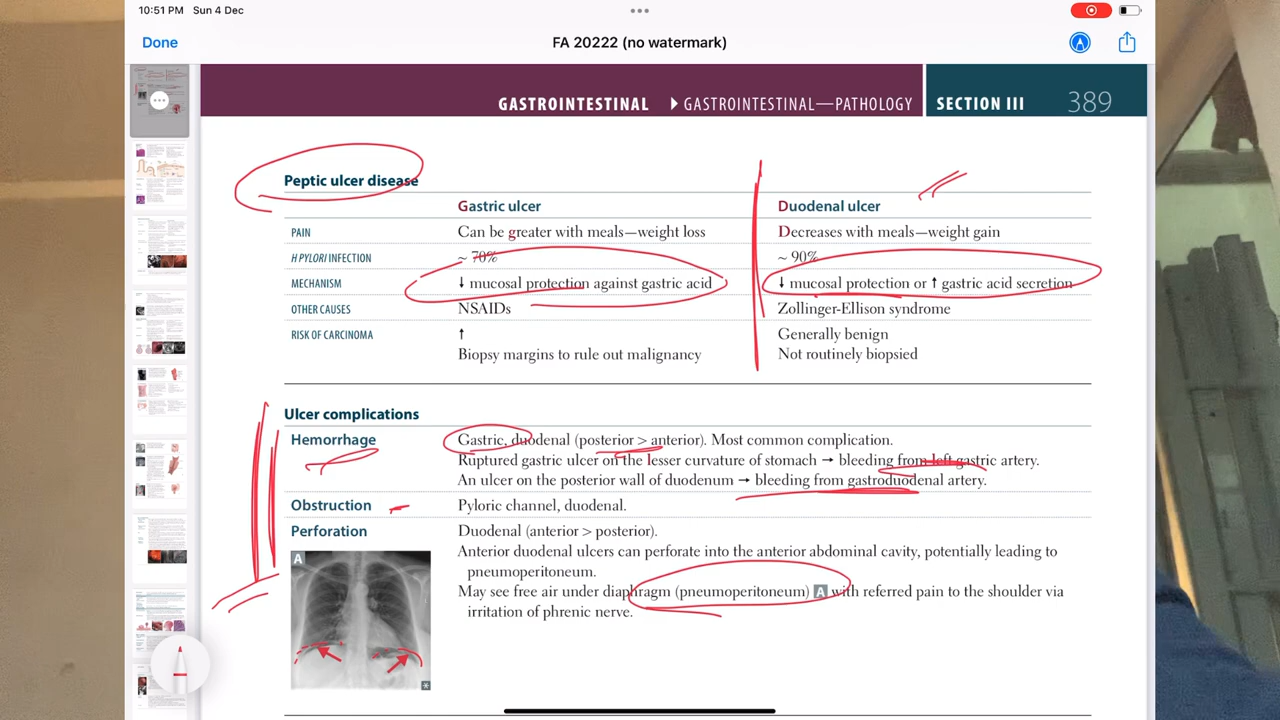 10:51 PM Sun 4 Dec
Done
FA 20222 (no watermark)
GASTROINTESTINAL ▶ GASTROINTESTINAL—PATHOLOGY SECTION III 389
Peptic ulcer disease
Gastric ulcer Duodenal ulcer
PAIN Can be greater with meals—weight loss Decreases with meals—weight gain
H PYLORI INFECTION ~ 70% ~ 90%
MECHANISM ↓ mucosal protection against gastric acid ↓ mucosal protection or ↑ gastric acid secretion
OTHER CAUSES NSAIDs Zollinger-Ellison syndrome
RISK OF CARCINOMA ↑ Generally benign
Biopsy margins to rule out malignancy Not routinely biopsied
Ulcer complications
Hemorrhage Gastric, duodenal (posterior > anterior). Most common complication.
Ruptured gastric ulcer on the lesser curvature of stomach → bleeding from left gastric artery.
An ulcer on the posterior wall of duodenum → bleeding from gastroduodenal artery.
Obstruction Pyloric channel, duodenal.
Perforation Duodenal (anterior > posterior).
A
Anterior duodenal ulcers can perforate into the anterior abdominal cavity, potentially leading to
pneumoperitoneum.
May see free air under diaphragm (pneumoperitoneum) A with referred pain to the shoulder via
irritation of phrenic nerve.